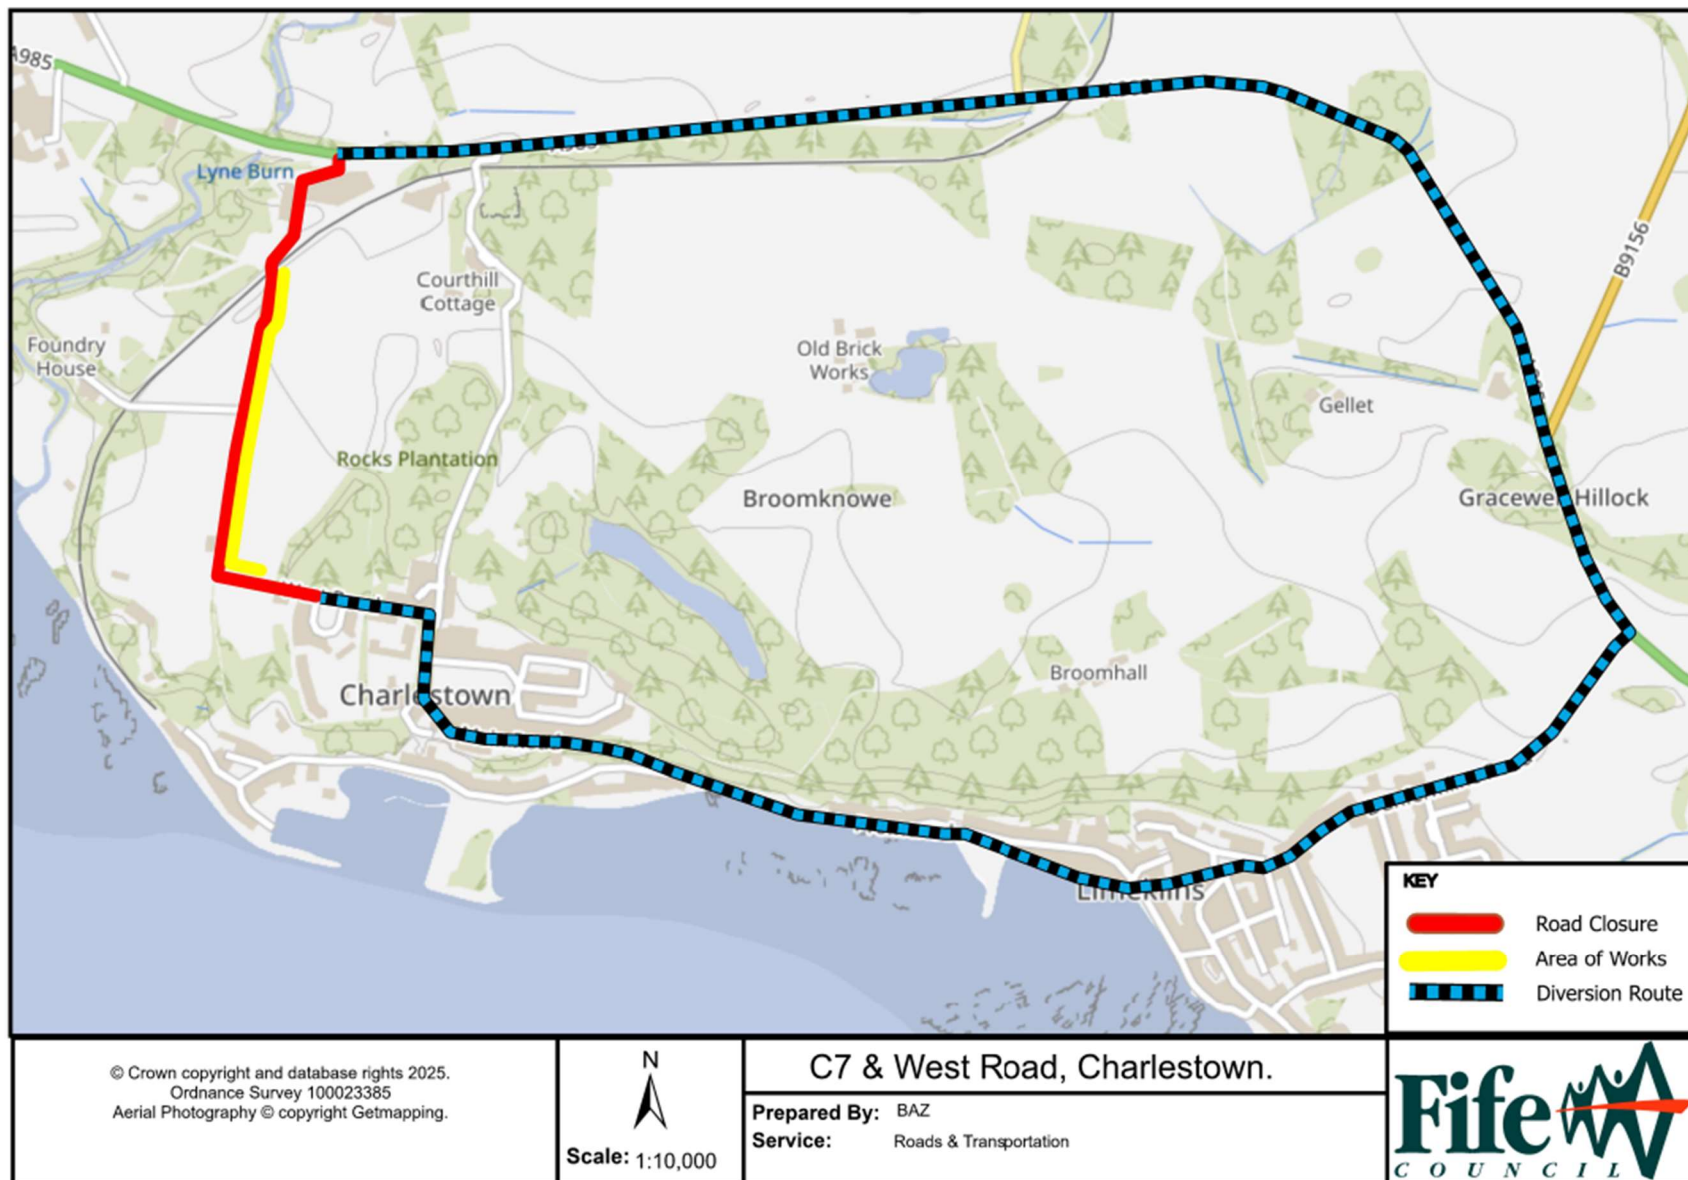 A985
Lyne Burn
Courthill
Cottage
Foundry
House
Old Brick
Works
B9156
Gellet
Rocks Plantation
Broomknowe
Hillock
Broomhall
Charlestown
Limekilns
KEY
Road Closure
Area of Works
Diversion Route
© Crown copyright and database rights 2025.
Ordnance Survey 100023385
Aerial Photography © copyright Getmapping.
N
Scale: 1:10,000
C7 & West Road, Charlestown.
Prepared By: BAZ
Service: Roads & Transportation
Fife
COUNCIL